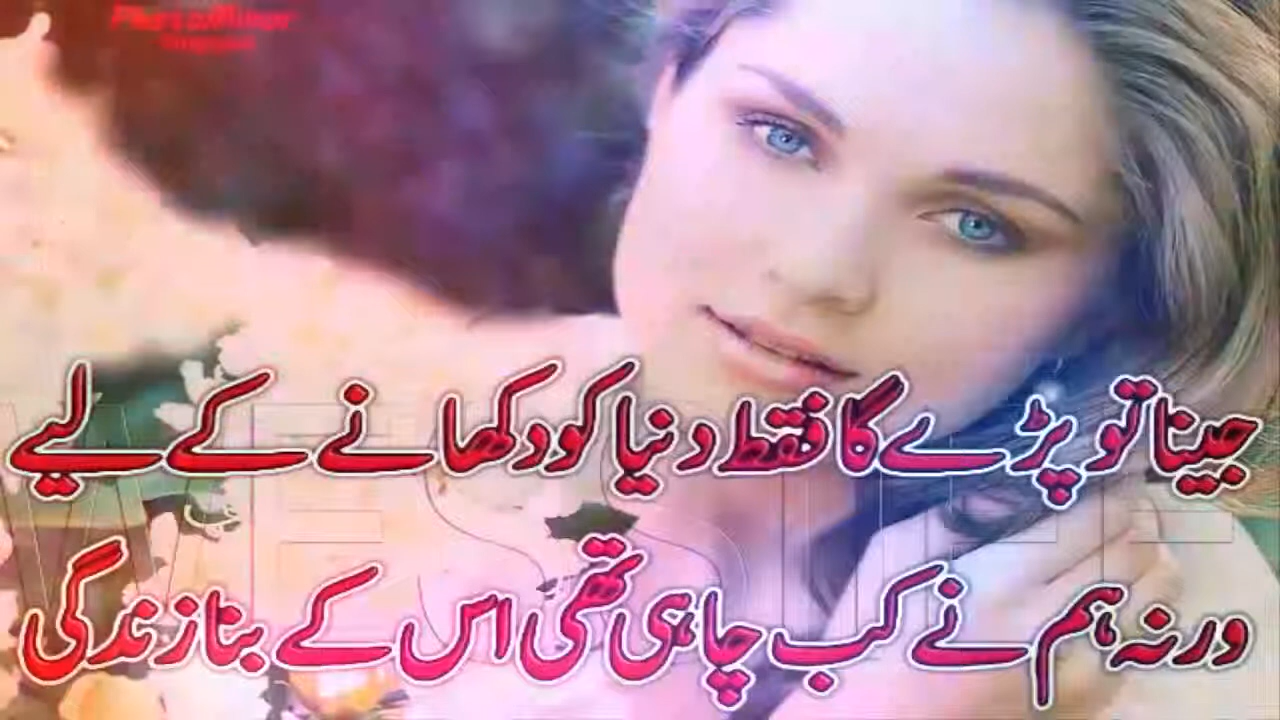 PhotoMirror
جینا تو پڑے گا فقط دنیا کو دکھانے کے لیے
ورنہ ہم نے کب چاہی تھی اس کے بنا زندگی